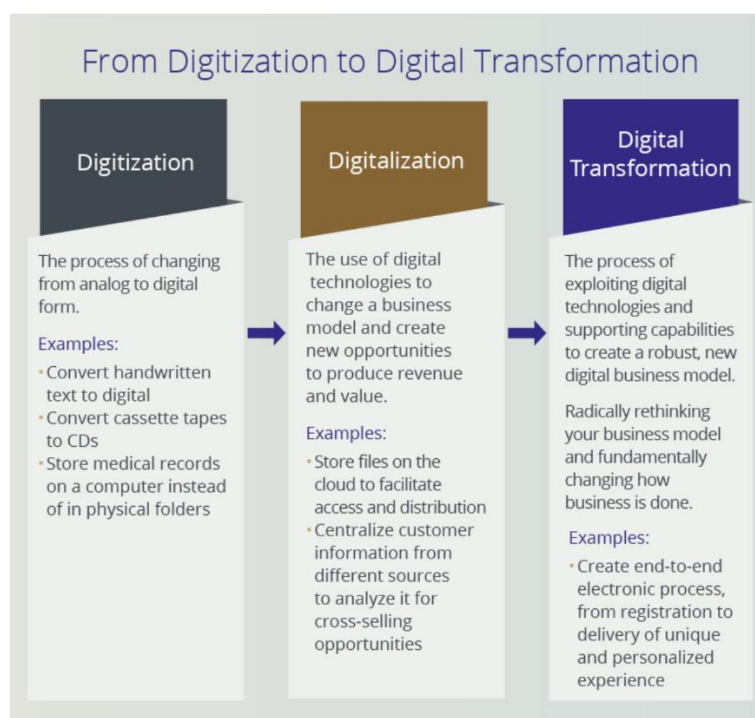 From Digitization to Digital Transformation
Digitization
The process of changing
from analog to digital
form.
Examples:
• Convert handwritten
text to digital
• Convert cassette tapes
to CDs
• Store medical records
on a computer instead
of in physical folders
Digitalization
The use of digital
technologies to
change a business
model and create
new opportunities
to produce revenue
and value.
Examples:
• Store files on the
cloud to facilitate
access and distribution
• Centralize customer
information from
different sources
to analyze it for
cross-selling
opportunities
Digital
Transformation
The process of
exploiting digital
technologies and
supporting capabilities
to create a robust, new
digital business model.
Radically rethinking
your business model
and fundamentally
changing how
business is done.
Examples:
• Create end-to-end
electronic process,
from registration to
delivery of unique
and personalized
experience